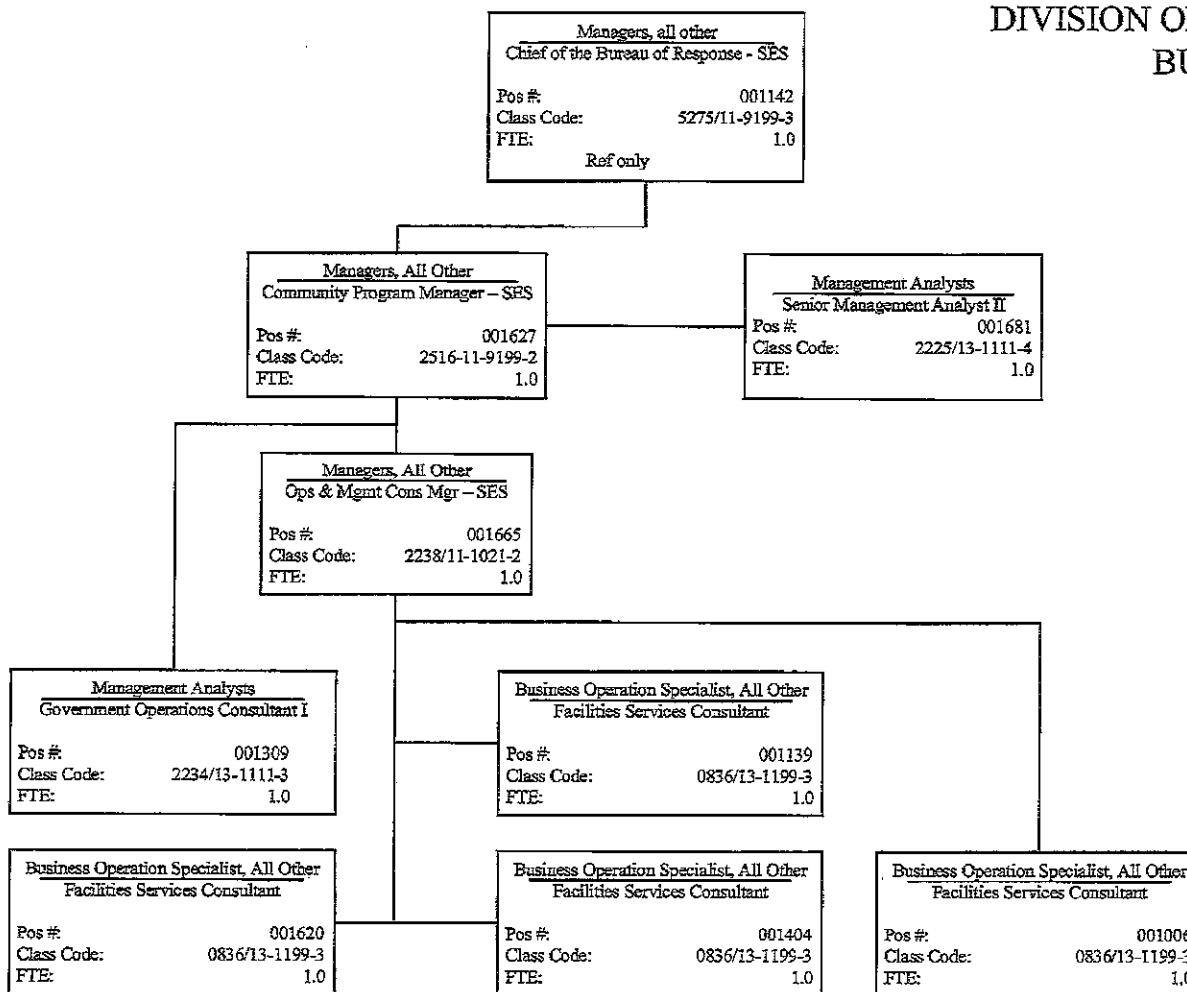 DIVISION O
BU
Managers, all other
Chief of the Bureau of Response - SES
Pos #: 001142
Class Code: 5275/11-9199-3
FTE: 1.0
Ref only
Managers, All Other
Community Program Manager – SES
Pos #: 001627
Class Code: 2516-11-9199-2
FTE: 1.0
Management Analysts
Senior Management Analyst II
Pos #: 001681
Class Code: 2225/13-1111-4
FTE: 1.0
Managers, All Other
Ops & Mgmt Cons Mgr – SES
Pos #: 001665
Class Code: 2238/11-1021-2
FTE: 1.0
Management Analysts
Government Operations Consultant I
Pos #: 001309
Class Code: 2234/13-1111-3
FTE: 1.0
Business Operation Specialist, All Other
Facilities Services Consultant
Pos #: 001139
Class Code: 0836/13-1199-3
FTE: 1.0
Business Operation Specialist, All Other
Facilities Services Consultant
Pos #: 001620
Class Code: 0836/13-1199-3
FTE: 1.0
Business Operation Specialist, All Other
Facilities Services Consultant
Pos #: 001404
Class Code: 0836/13-1199-3
FTE: 1.0
Business Operation Specialist, All Other
Facilities Services Consultant
Pos #: 001006
Class Code: 0836/13-1199-3
FTE: 1.0